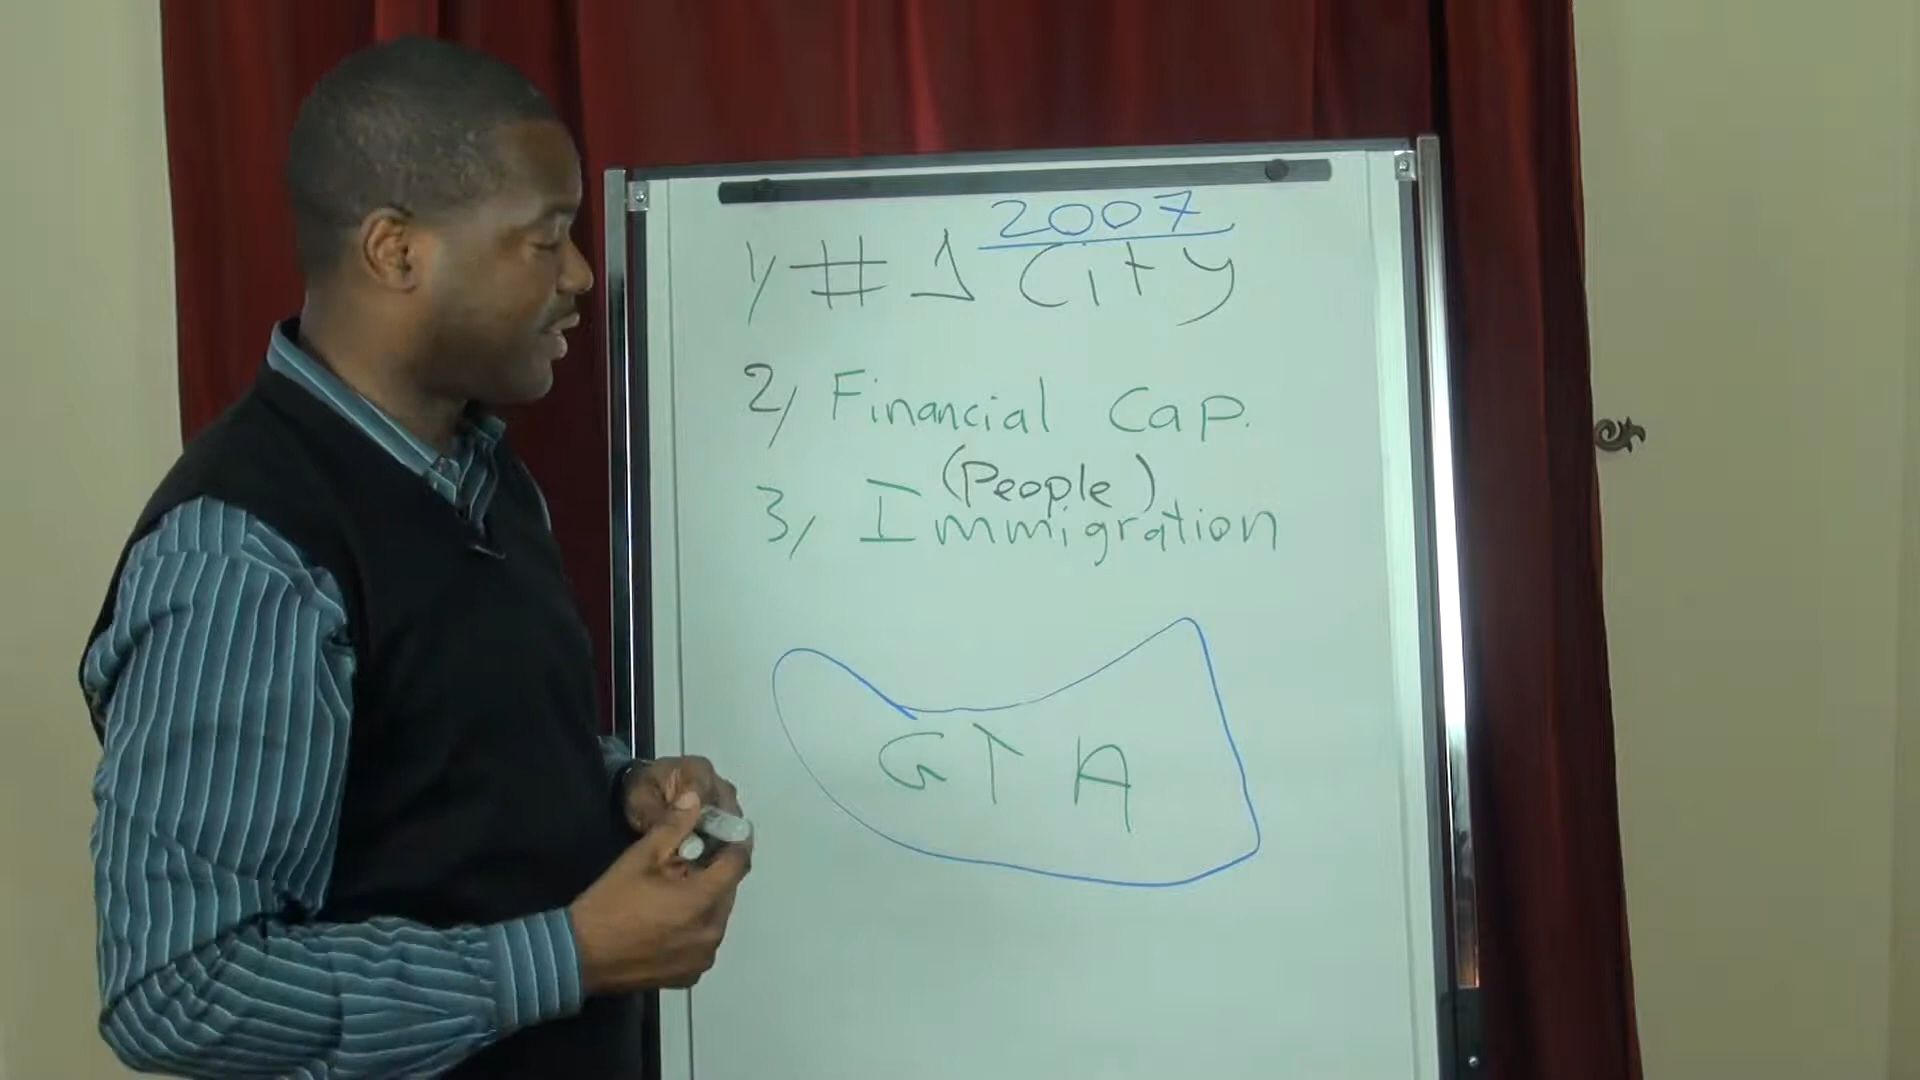 2007
1/ # 1 City
2/ Financial Cap.
(People)
3/ Immigration
GTA